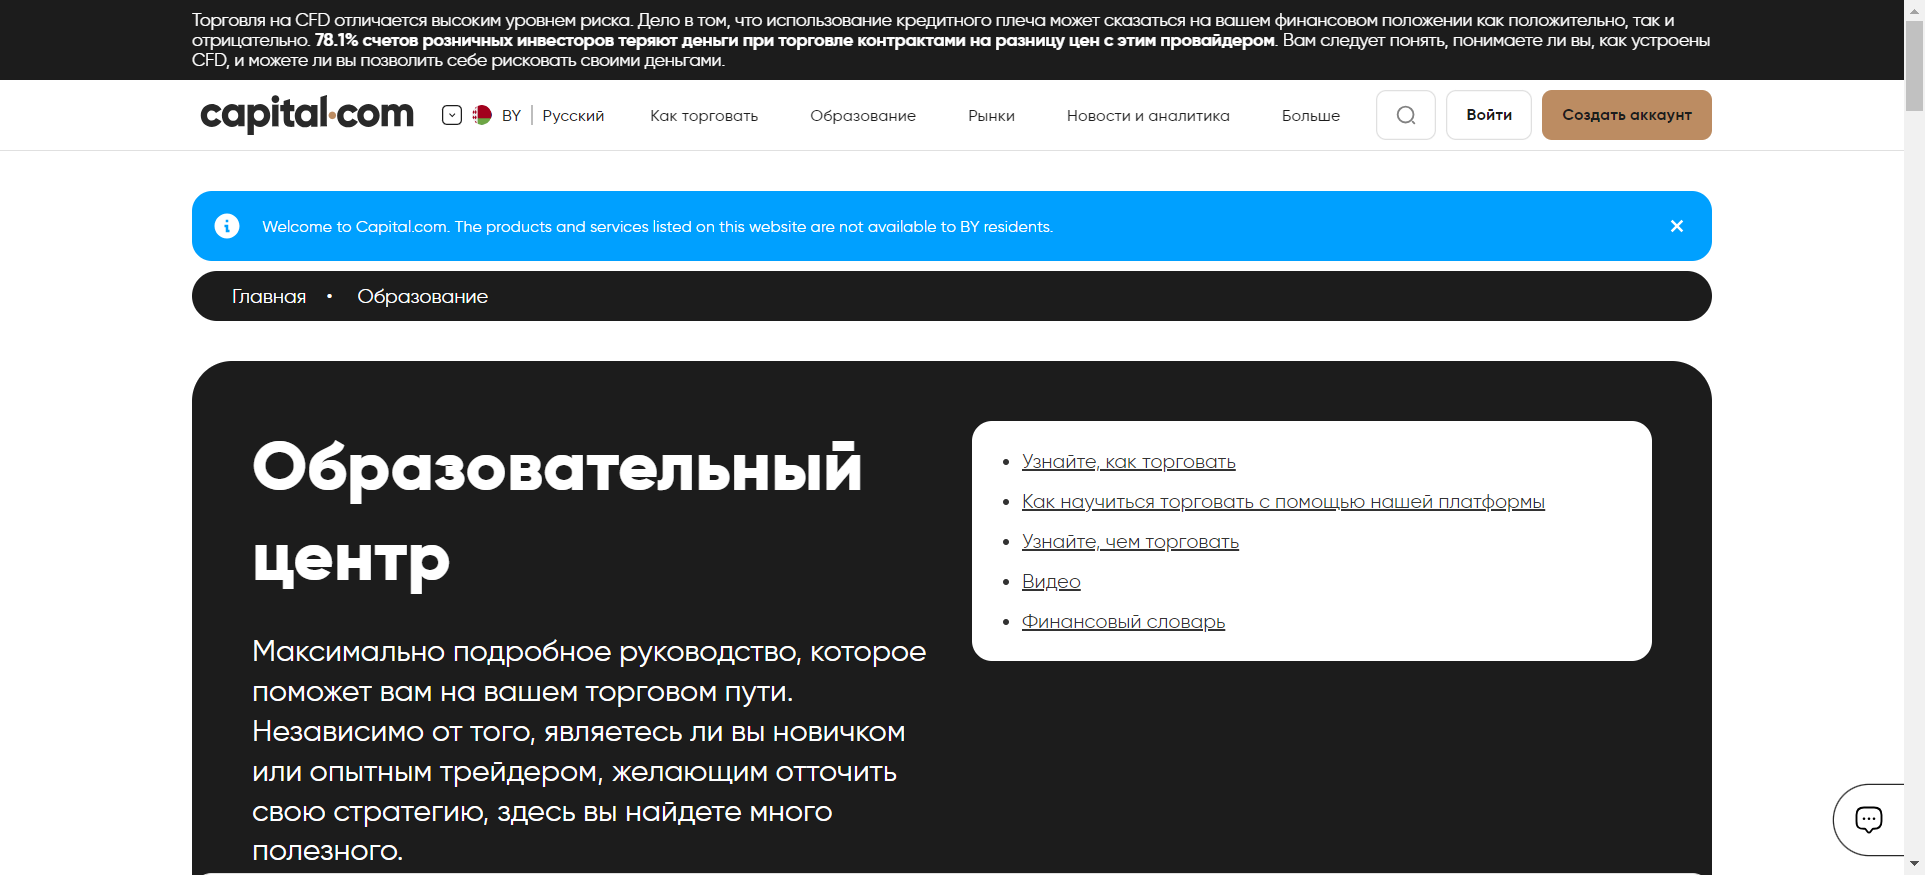 Торговля на CFD отличается высоким уровнем риска. Дело в том, что использование кредитного плеча может сказаться на вашем финансовом положении как положительно, так и
отрицательно. 78.1% счетов розничных инвесторов теряют деньги при торговле контрактами на разницу цен с этим провайдером. Вам следует понять, понимаете ли вы, как устроены
CFD, и можете ли вы позволить себе рисковать своими деньгами.
capital.com BY | Русский Как торговать Образование Рынки Новости и аналитика Больше Войти Создать аккаунт
Welcome to Capital.com. The products and services listed on this website are not available to BY residents.
Главная • Образование
Образовательный
центр
Максимально подробное руководство, которое
поможет вам на вашем торговом пути.
Независимо от того, являетесь ли вы новичком
или опытным трейдером, желающим отточить
свою стратегию, здесь вы найдете много
полезного.
• Узнайте, как торговать
• Как научиться торговать с помощью нашей платформы
• Узнайте, чем торговать
• Видео
• Финансовый словарь